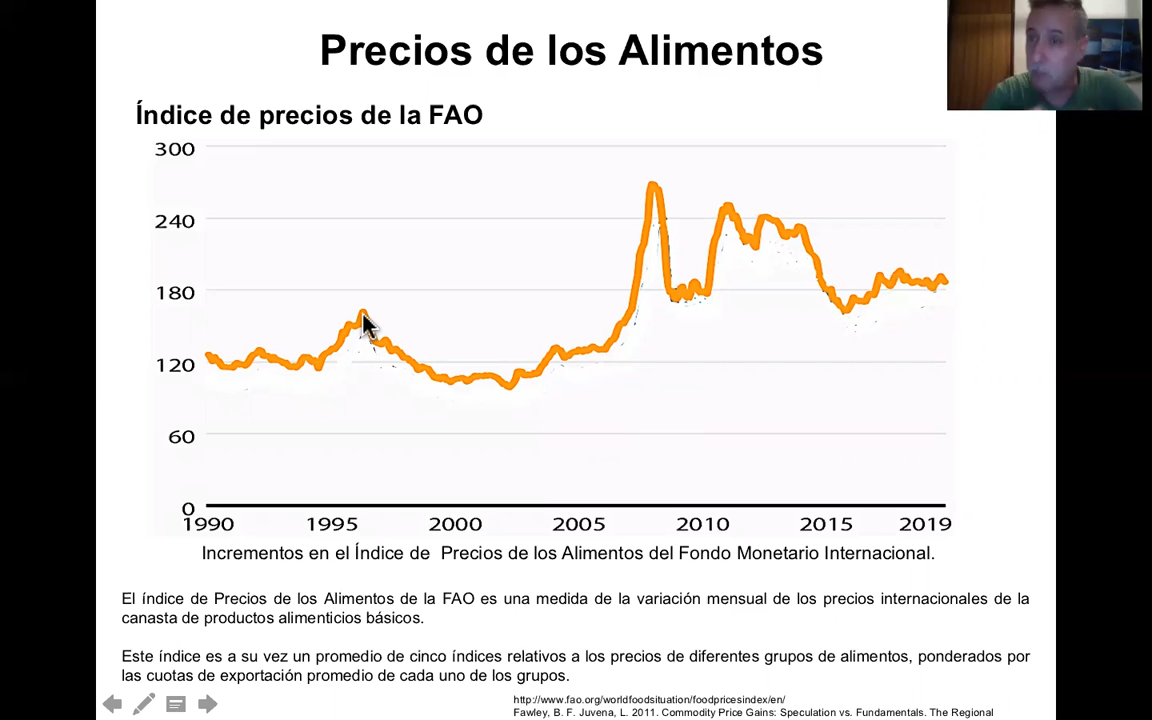 Precios de los Alimentos
Índice de precios de la FAO
300
240
180
120
60
0
1990 1995 2000 2005 2010 2015 2019
Incrementos en el Índice de Precios de los Alimentos del Fondo Monetario Internacional.
El índice de Precios de los Alimentos de la FAO es una medida de la variación mensual de los precios internacionales de la
canasta de productos alimenticios básicos.
Este índice es a su vez un promedio de cinco índices relativos a los precios de diferentes grupos de alimentos, ponderados por
las cuotas de exportación promedio de cada uno de los grupos.
http://www.fao.org/worldfoodsituation/foodpricesindex/en/
Fawley, B. F. Juvena, L. 2011. Commodity Price Gains: Speculation vs. Fundamentals. The Regional